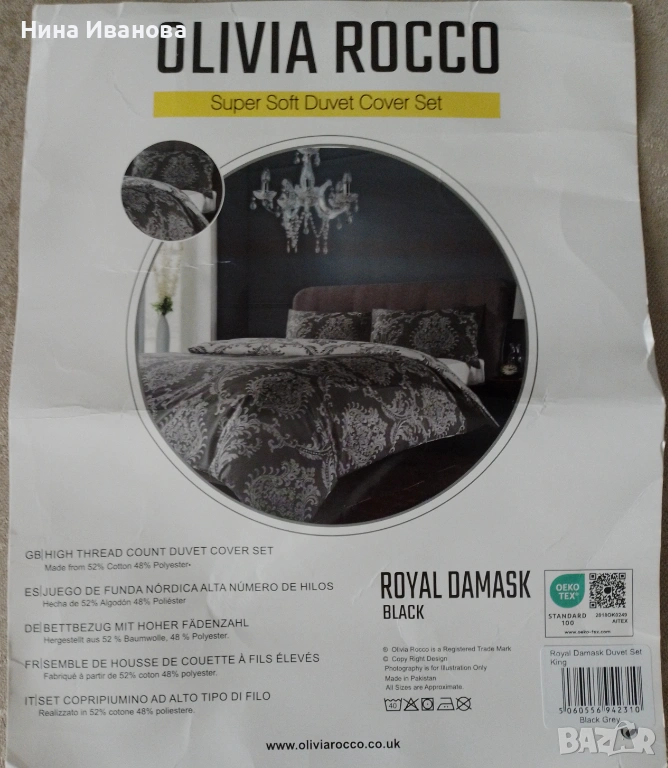 Нина Иванова
OLIVIA ROCCO
Super Soft Duvet Cover Set
GB HIGH THREAD COUNT DUVET COVER SET
Made from 52% Cotton 48% Polyester
ES JUEGO DE FUNDA NÓRDICA ALTA NÚMERO DE HILOS
Hecha de 52% Algodón 48% Poliéster
DE BETTBEZUG MIT HOHER FÄDENZAHL
Hergestellt aus 52 % Baumwolle, 48 % Polyester.
FR SEMBLE DE HOUSSE DE COUETTE À FILS ÉLEVÉS
Fabriqué à partir de 52% coton 48% polyester.
IT SET COPRIPIUMINO AD ALTO TIPO DI FILO
Realizzato in 52% cotone 48% poliestere.
ROYAL DAMASK
BLACK
® Olivia Rocco is a Registered Trade Mark
© Copy Right Design
Photography is for Illustration Only
Made in Pakistan
All Sizes are Approximate.
40
OEKO
TEX®
STANDARD
100
2019OK0249
AITEX
www.oeko-tex.com
Royal Damask Duvet Set
King
5 060556 942310
Black Grey
www.oliviarocco.co.uk
BAZAR